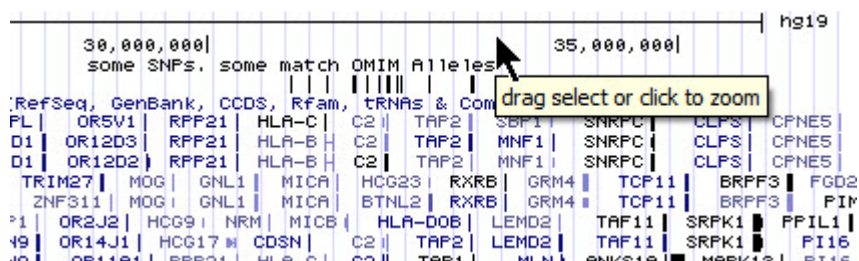 hg19
30,000,000| 35,000,000|
some SNPs. some match OMIM Alleles
drag select or click to zoom
(RefSeq, GenBank, CCDS, Rfam, tRNAs & Com
PL OR5V1 RPP21 HLA-C C2 TAP2 SBP1 SNRPC CLPS CPNE5
D1 OR12D3 RPP21 HLA-B C2 TAP2 MNF1 SNRPC CLPS CPNE5
D1 OR12D2 RPP21 HLA-B C2 TAP2 MNF1 SNRPC CLPS CPNE5
TRIM27 MOG GNL1 MICA HCG23 RXRB GRM4 TCP11 BRPF3 FGD2
ZNF311 MOG GNL1 MICA BTNL2 RXRB GRM4 TCP11 BRPF3 PIM
P1 OR2J2 HCG9 NRM MICB HLA-DOB LEMD2 TAF11 SRPK1 PPIL1
N9 OR14J1 HCG17 CDSN C2 TAP2 LEMD2 TAF11 SRPK1 PI16